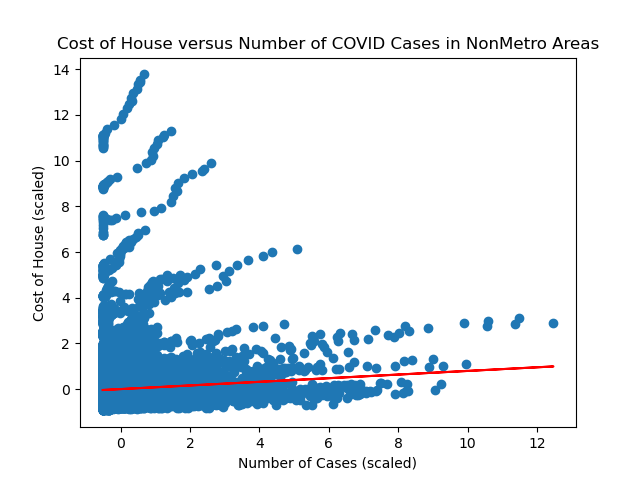 Cost of House versus Number of COVID Cases in NonMetro Areas
14
12
10
8
6
4
2
0
Cost of House (scaled)
0 2 4 6 8 10 12
Number of Cases (scaled)